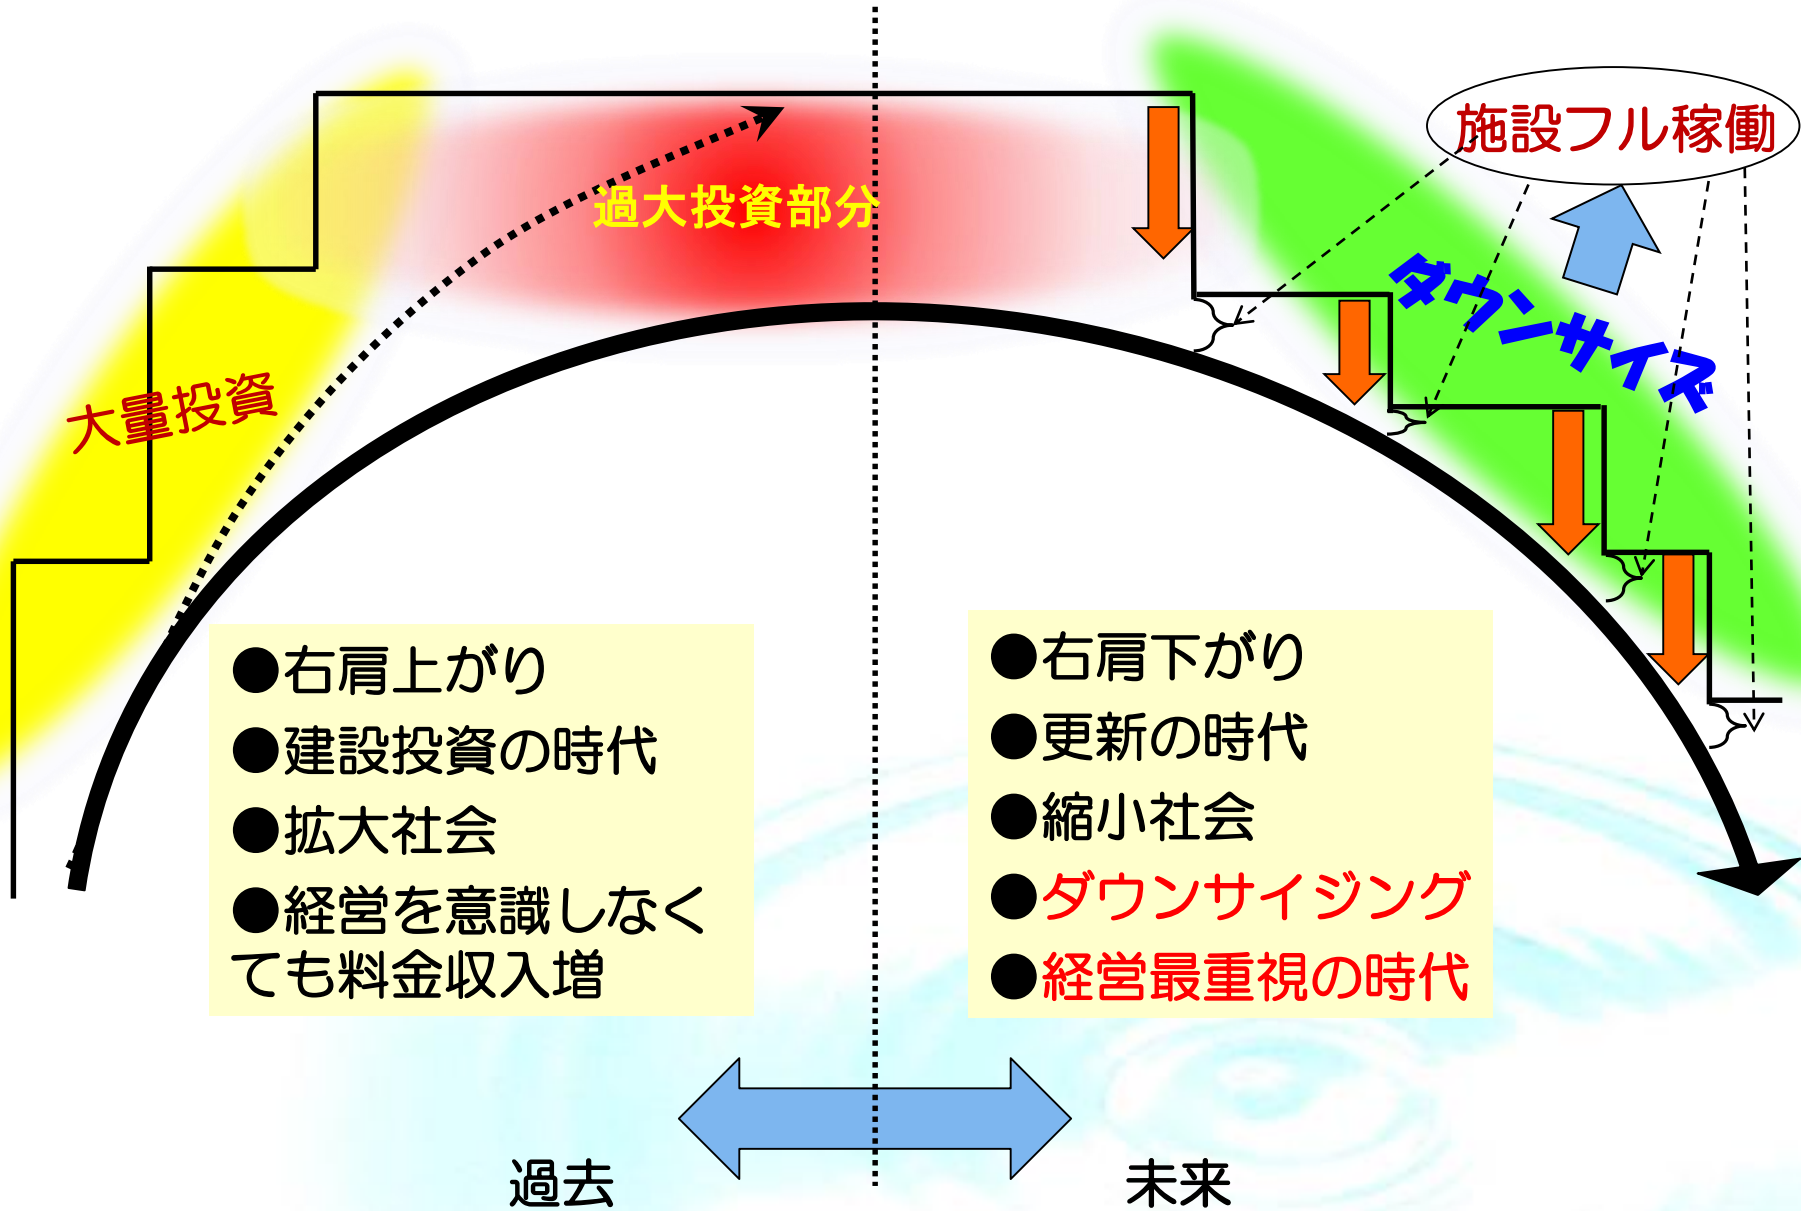 施設フル稼働
過大投資部分
ダウンサイズ
大量投資
●右肩上がり
●建設投資の時代
●拡大社会
●経営を意識しなく
ても料金収入増
●右肩下がり
●更新の時代
●縮小社会
●ダウンサイジング
●経営最重視の時代
過去
未来